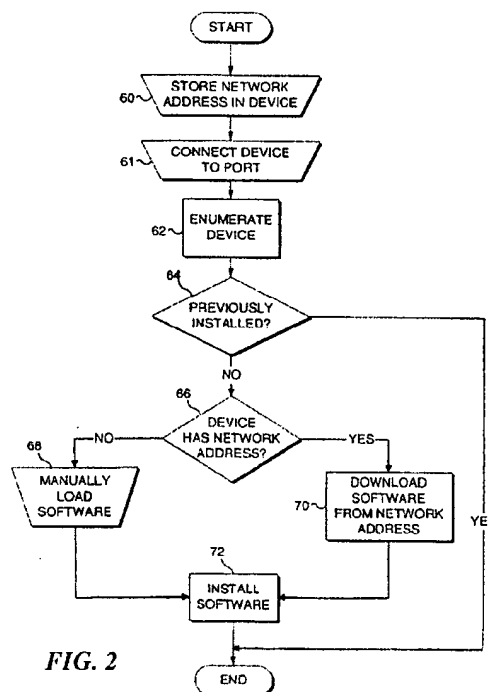 START
60
STORE NETWORK
ADDRESS IN DEVICE
61
CONNECT DEVICE
TO PORT
62
ENUMERATE
DEVICE
64
PREVIOUSLY
INSTALLED?
NO
66
DEVICE
HAS NETWORK
ADDRESS?
NO
YES
68
MANUALLY
LOAD
SOFTWARE
70
DOWNLOAD
SOFTWARE
FROM NETWORK
ADDRESS
YE
72
INSTALL
SOFTWARE
FIG. 2
END